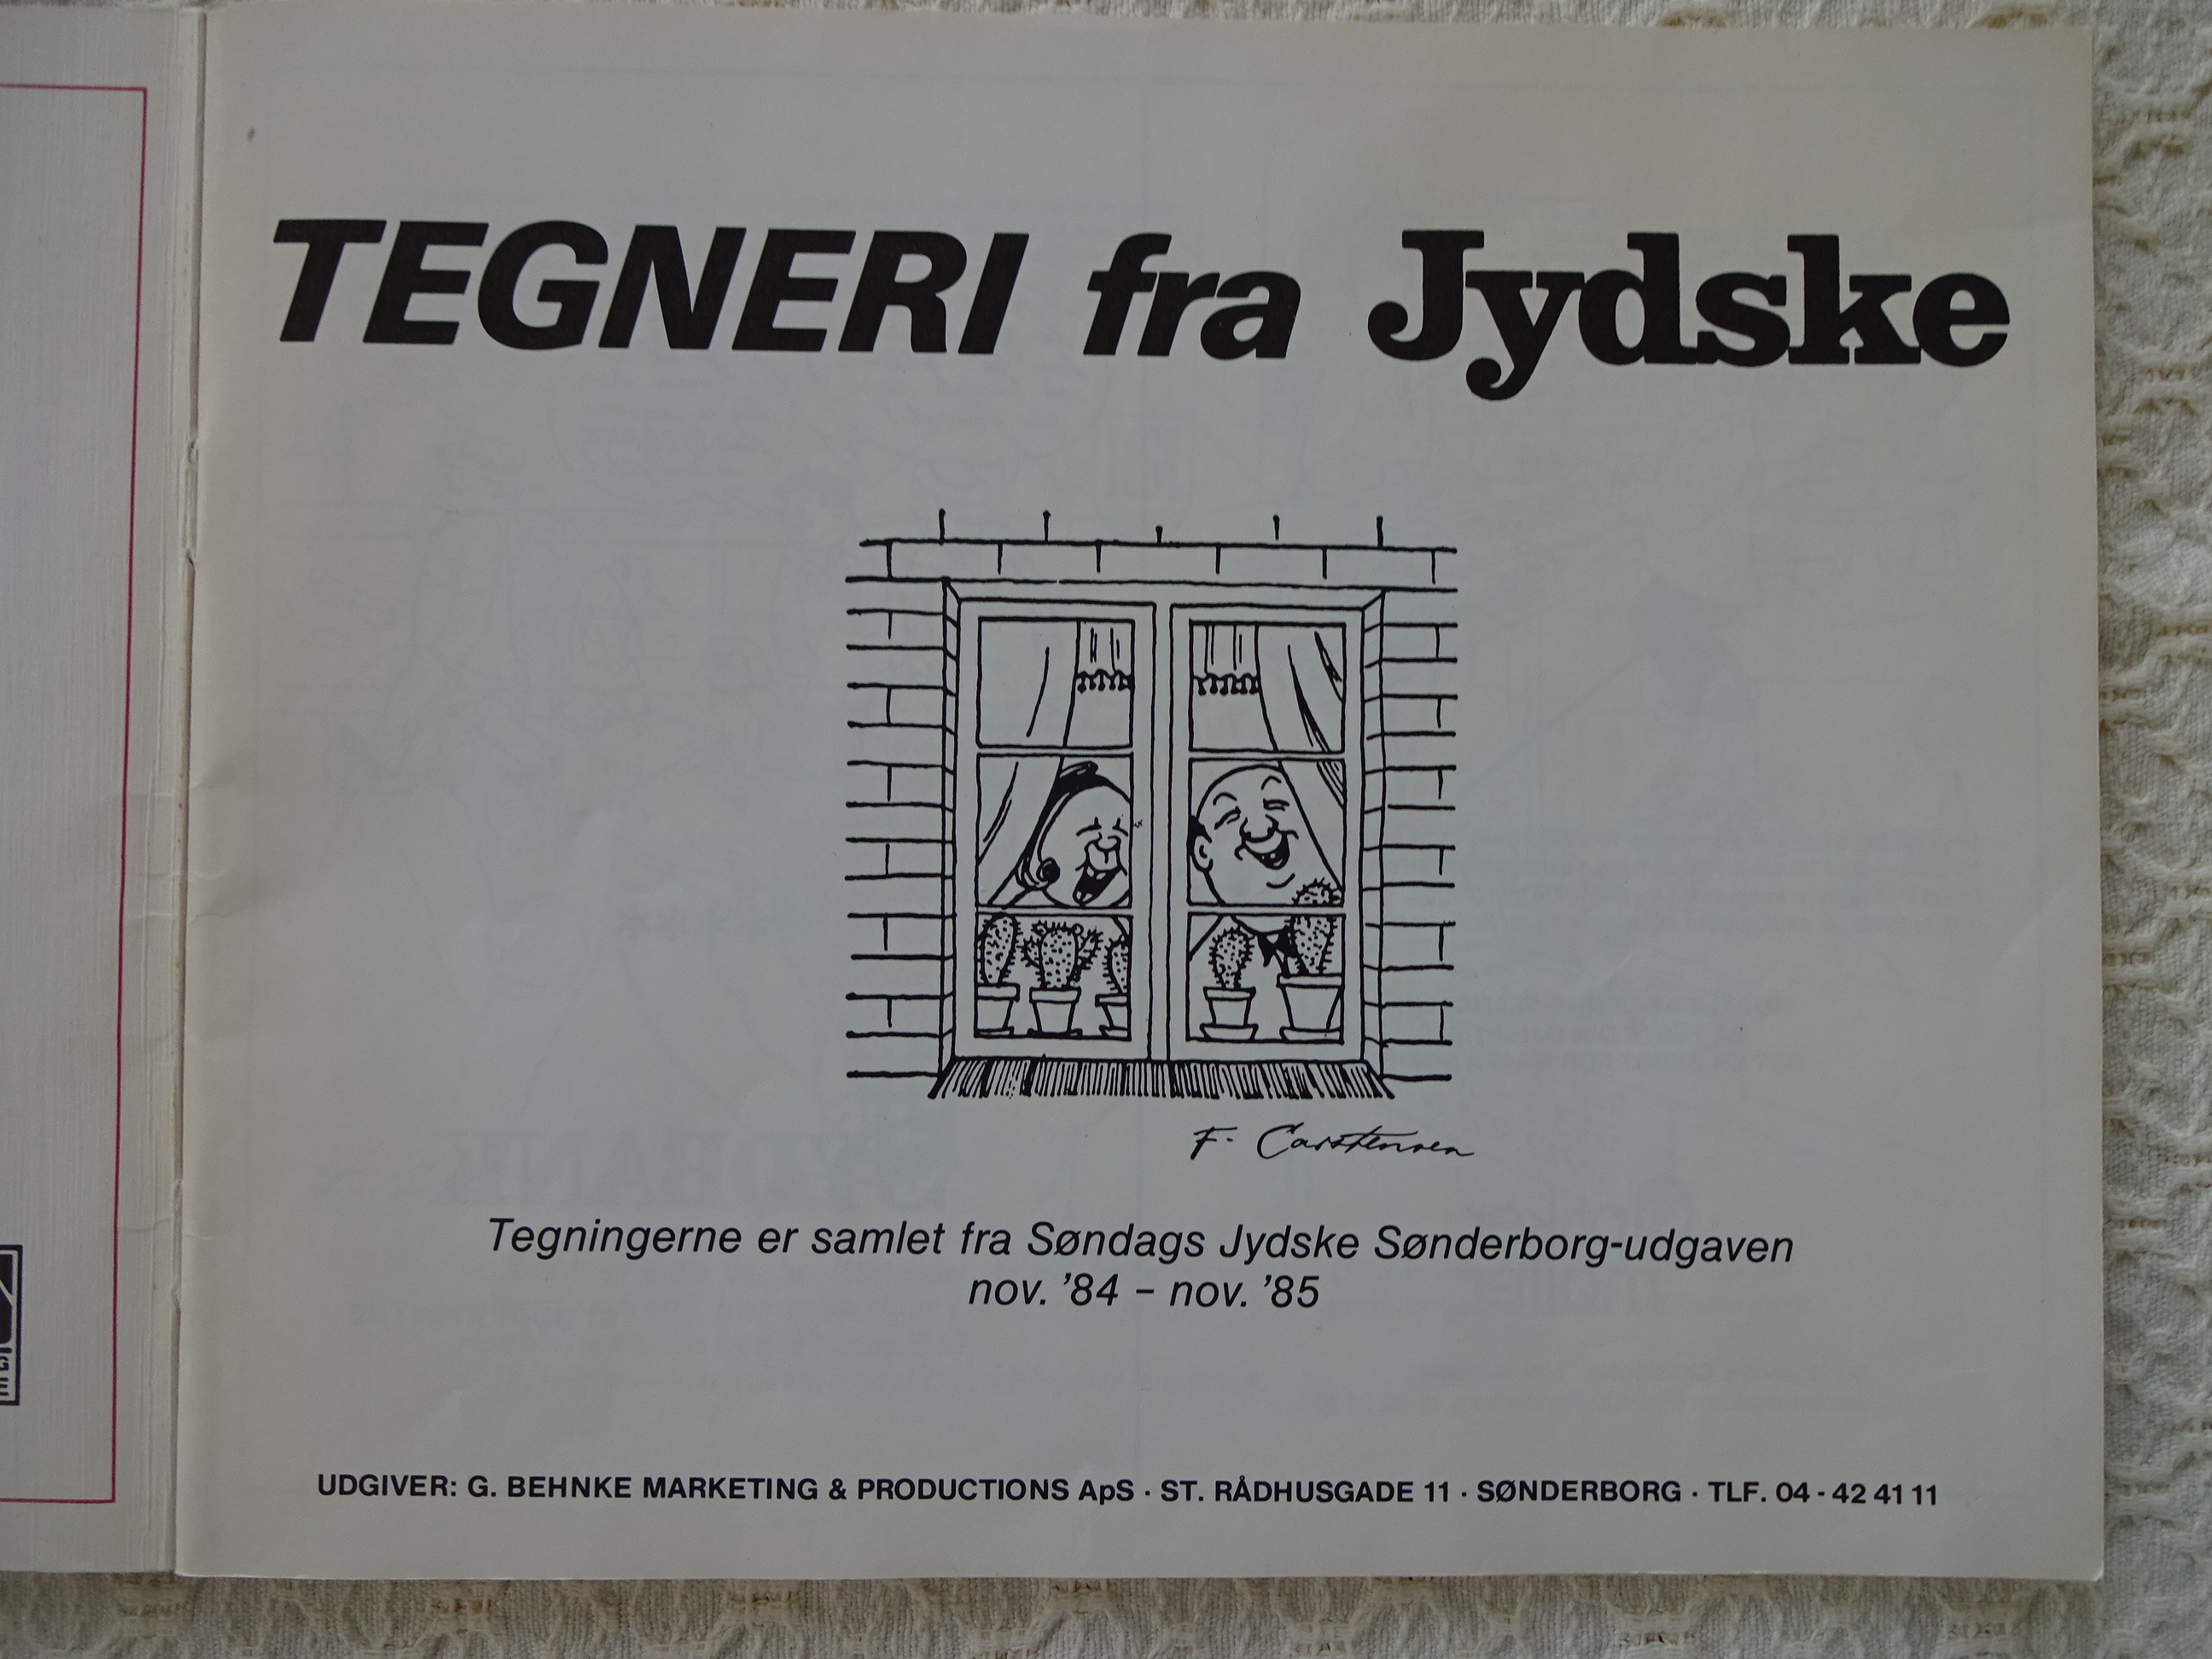 TEGNERI fra Jydske
F. Carstensen
Tegningerne er samlet fra Søndags Jydske Sønderborg-udgaven
nov. ’84 – nov. ’85
UDGIVER: G. BEHNKE MARKETING & PRODUCTIONS ApS · ST. RÅDHUSGADE 11 · SØNDERBORG · TLF. 04 - 42 41 11